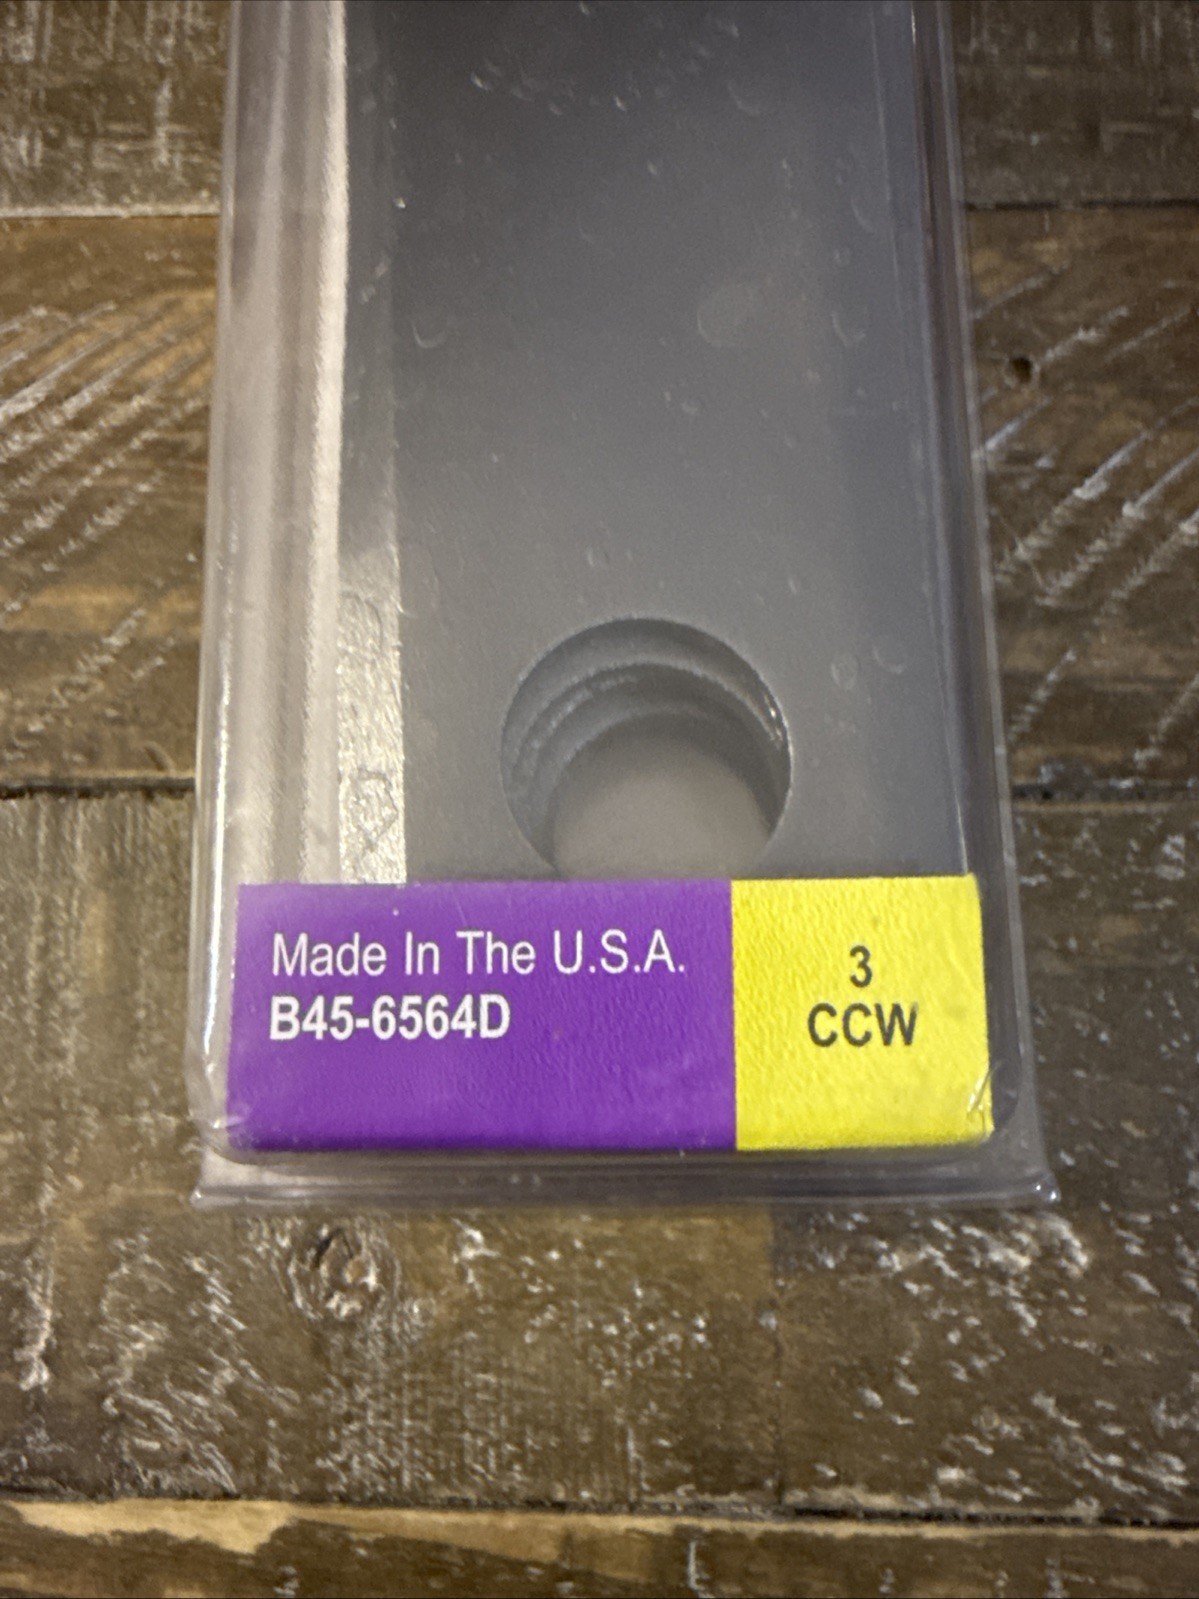 Made In The U.S.A.
B45-6564D
3
CCW